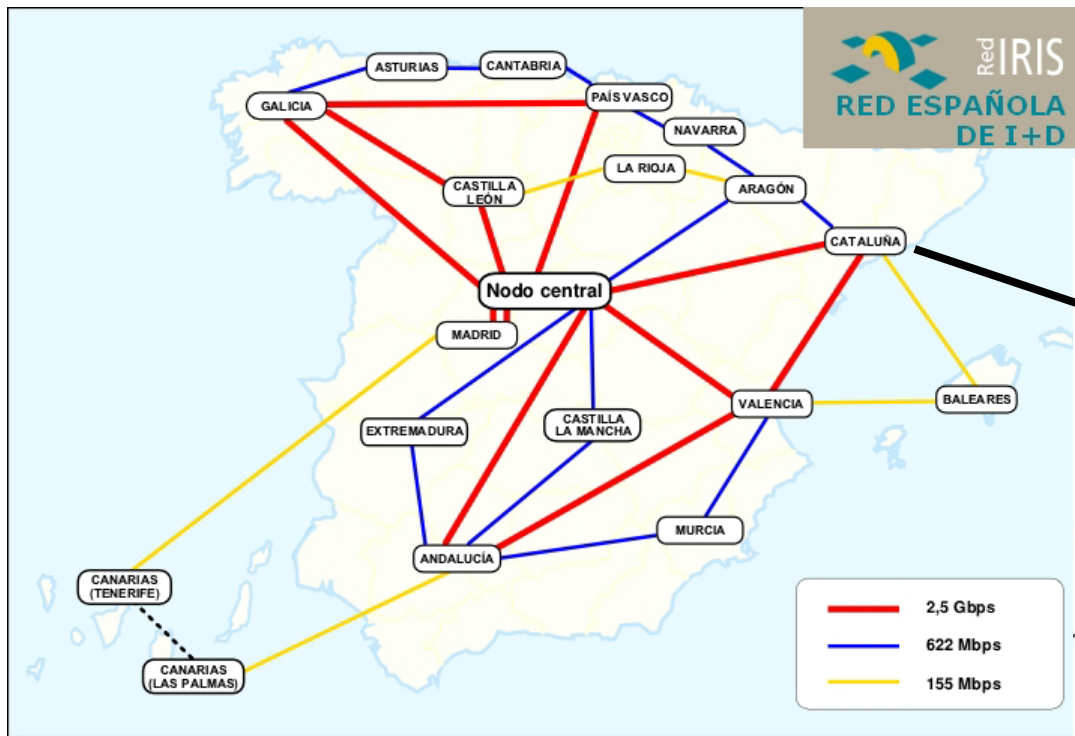 Red IRIS
RED ESPAÑOLA
DE I+D
ASTURIAS
CANTABRIA
GALICIA
PAÍS VASCO
NAVARRA
LA RIOJA
CASTILLA
LEÓN
ARAGÓN
CATALUÑA
Nodo central
MADRID
VALENCIA
BALEARES
EXTREMADURA
CASTILLA
LA MANCHA
MURCIA
ANDALUCÍA
CANARIAS
(TENERIFE)
CANARIAS
(LAS PALMAS)
2,5 Gbps
622 Mbps
155 Mbps